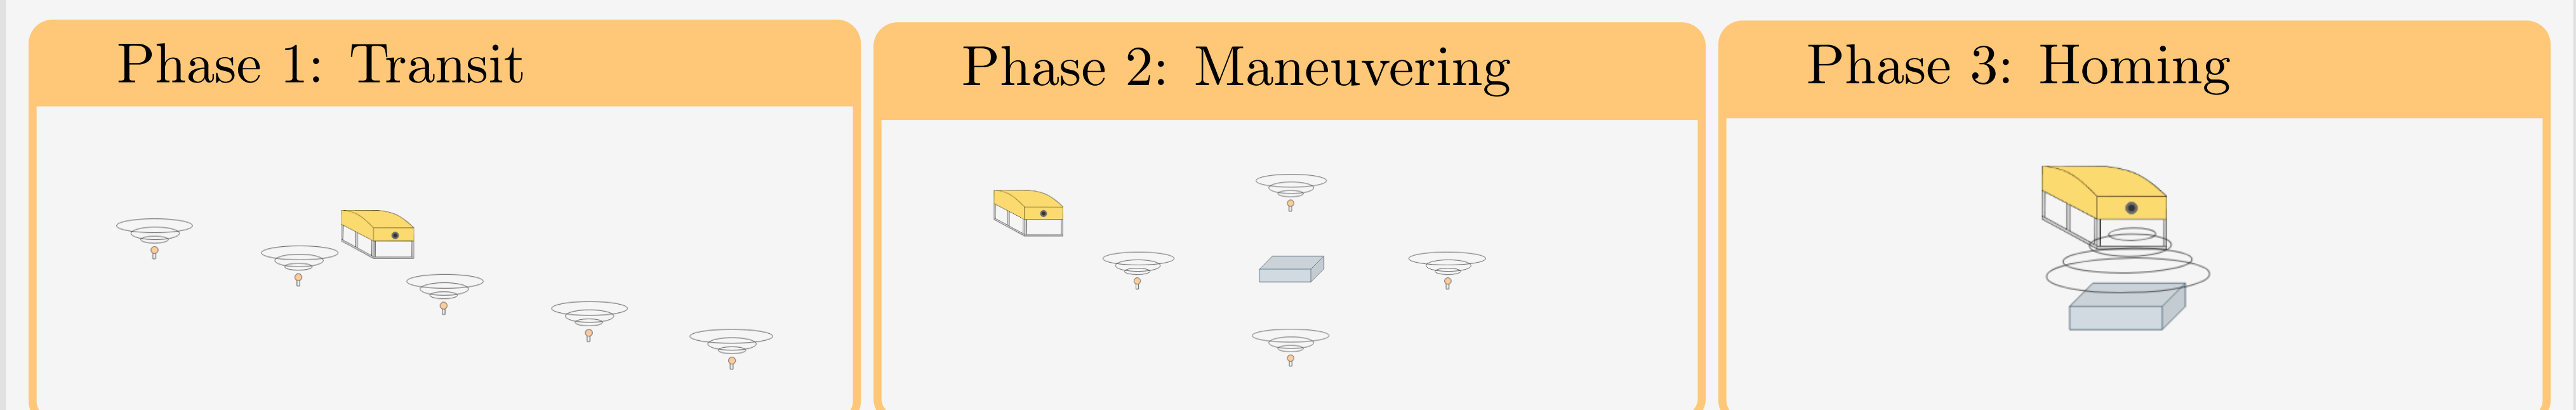 Phase 1: Transit
Phase 2: Maneuvering
Phase 3: Homing